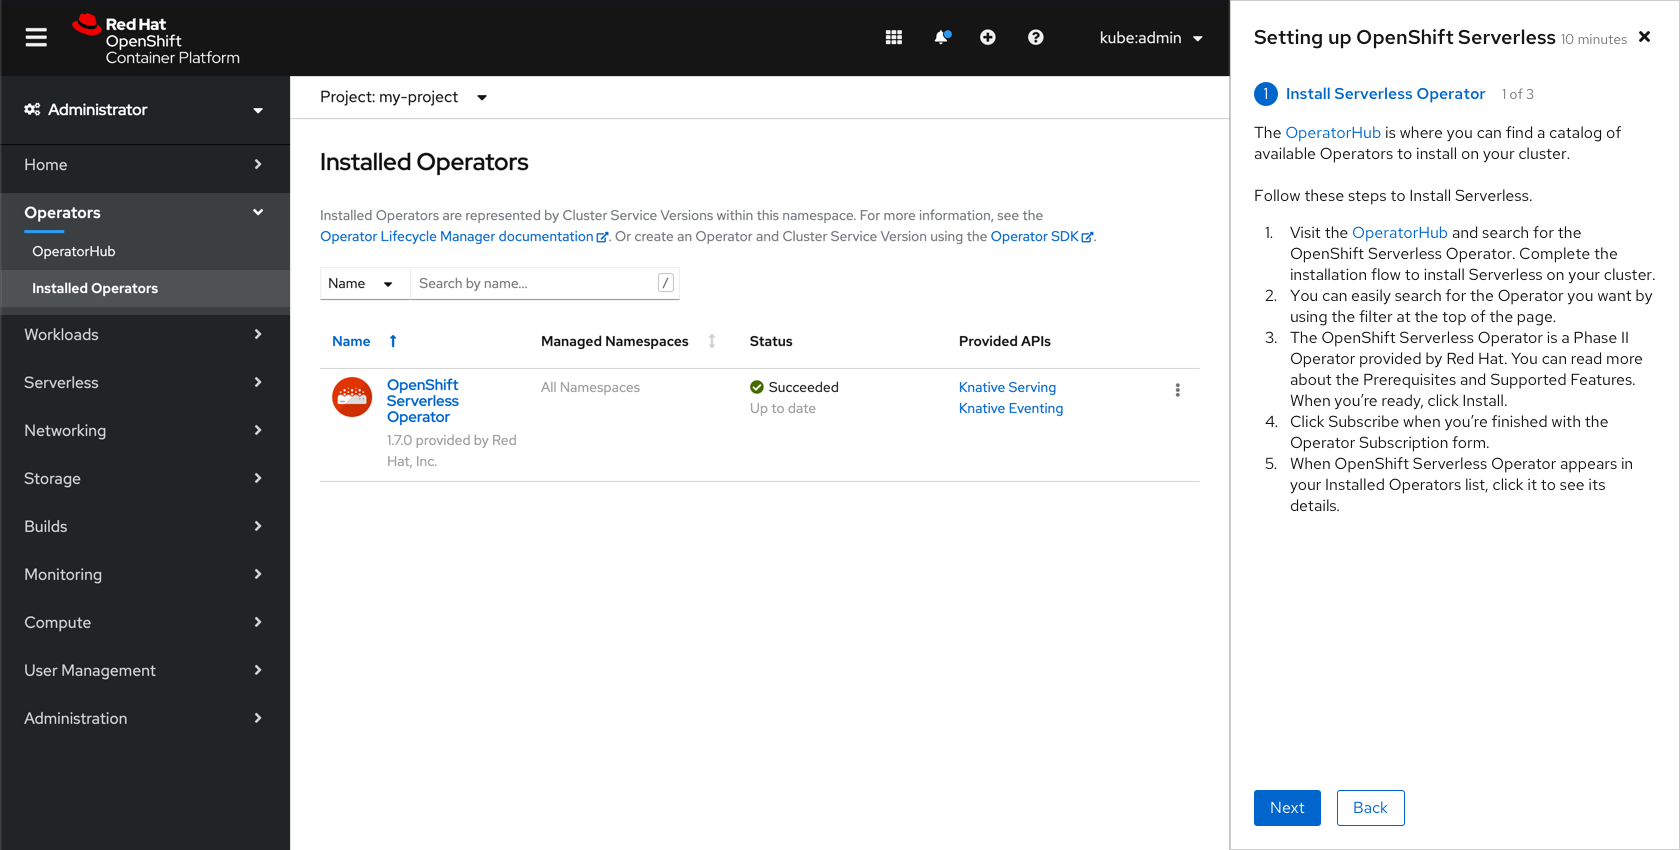 Red Hat
OpenShift
Container Platform
kube:admin
Administrator
Home
Operators
OperatorHub
Installed Operators
Workloads
Serverless
Networking
Storage
Builds
Monitoring
Compute
User Management
Administration
Project: my-project
Installed Operators
Installed Operators are represented by Cluster Service Versions within this namespace. For more information, see the
Operator Lifecycle Manager documentation. Or create an Operator and Cluster Service Version using the Operator SDK.
Name
Search by name...
/
Name
Managed Namespaces
Status
Provided APIs
OpenShift
Serverless
Operator
1.7.0 provided by Red
Hat, Inc.
All Namespaces
Succeeded
Up to date
Knative Serving
Knative Eventing
Setting up OpenShift Serverless 10 minutes
1 Install Serverless Operator 1 of 3
The OperatorHub is where you can find a catalog of
available Operators to install on your cluster.
Follow these steps to Install Serverless.
1. Visit the OperatorHub and search for the
OpenShift Serverless Operator. Complete the
installation flow to install Serverless on your cluster.
2. You can easily search for the Operator you want by
using the filter at the top of the page.
3. The OpenShift Serverless Operator is a Phase II
Operator provided by Red Hat. You can read more
about the Prerequisites and Supported Features.
When you’re ready, click Install.
4. Click Subscribe when you’re finished with the
Operator Subscription form.
5. When OpenShift Serverless Operator appears in
your Installed Operators list, click it to see its
details.
Next
Back